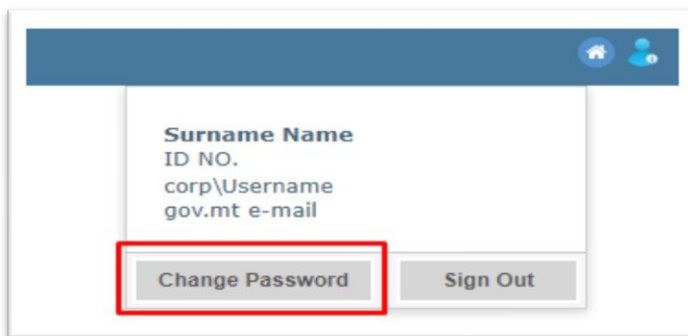 Surname Name
ID NO.
corp\Username
gov.mt e-mail
Change Password
Sign Out